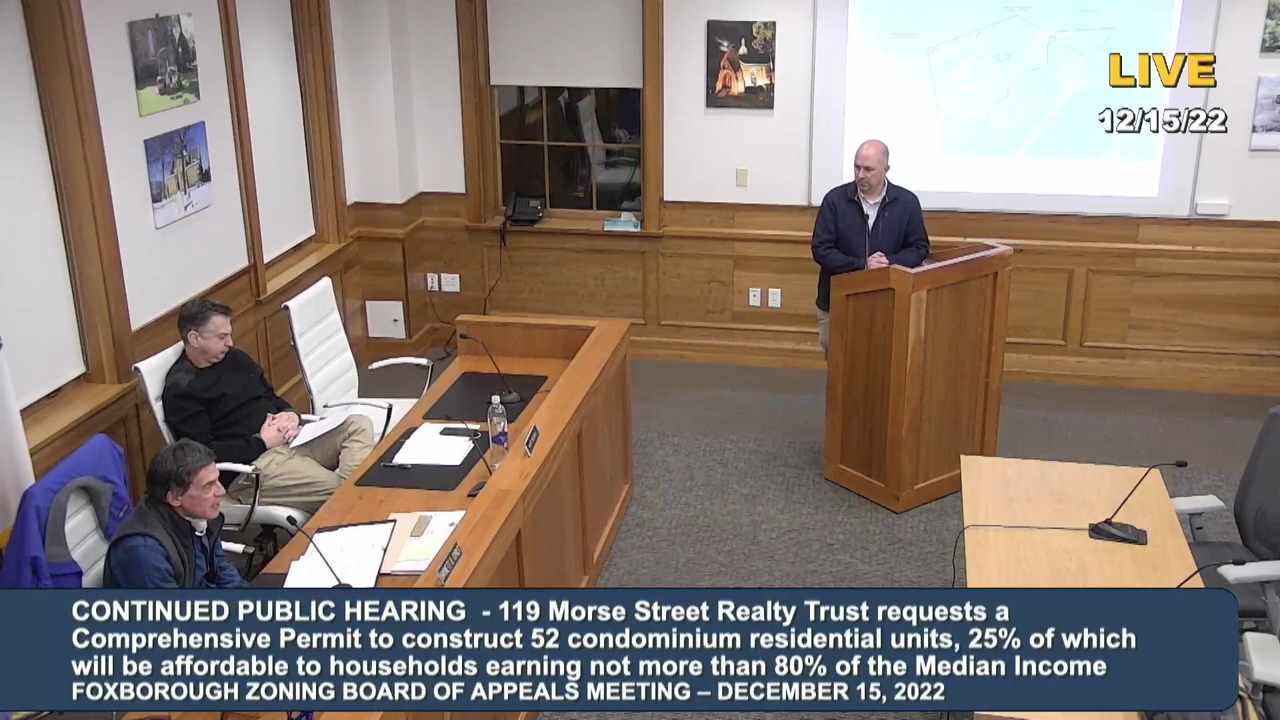 LIVE
12/15/22
CONTINUED PUBLIC HEARING - 119 Morse Street Realty Trust requests a
Comprehensive Permit to construct 52 condominium residential units, 25% of which
will be affordable to households earning not more than 80% of the Median Income
FOXBOROUGH ZONING BOARD OF APPEALS MEETING – DECEMBER 15, 2022